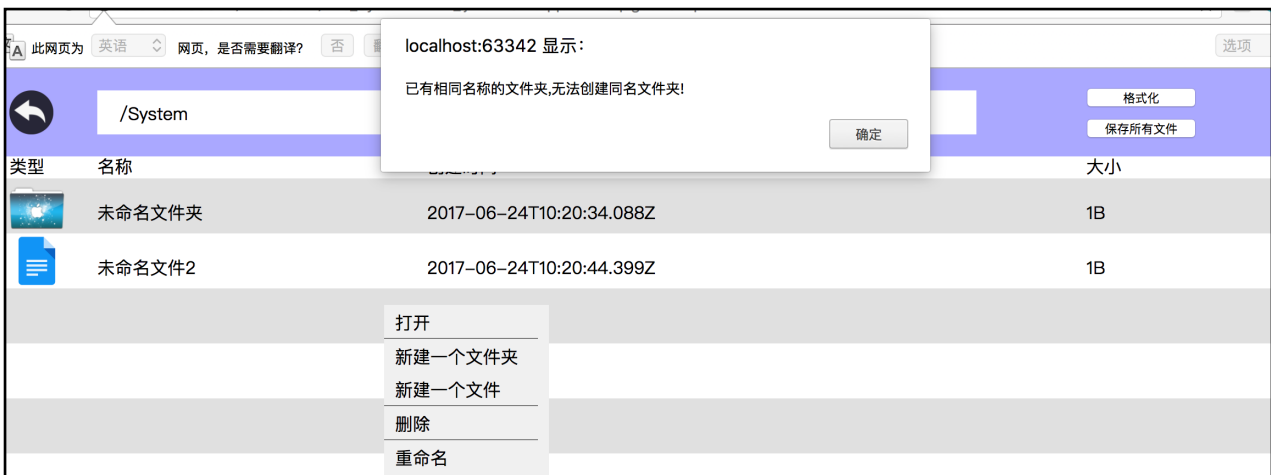 此网页为 英语 网页，是否需要翻译？ 否 选项
localhost:63342 显示：
已有相同名称的文件夹,无法创建同名文件夹!
确定
/System
格式化
保存所有文件
类型 名称 大小
未命名文件夹 2017-06-24T10:20:34.088Z 1B
未命名文件2 2017-06-24T10:20:44.399Z 1B
打开
新建一个文件夹
新建一个文件
删除
重命名